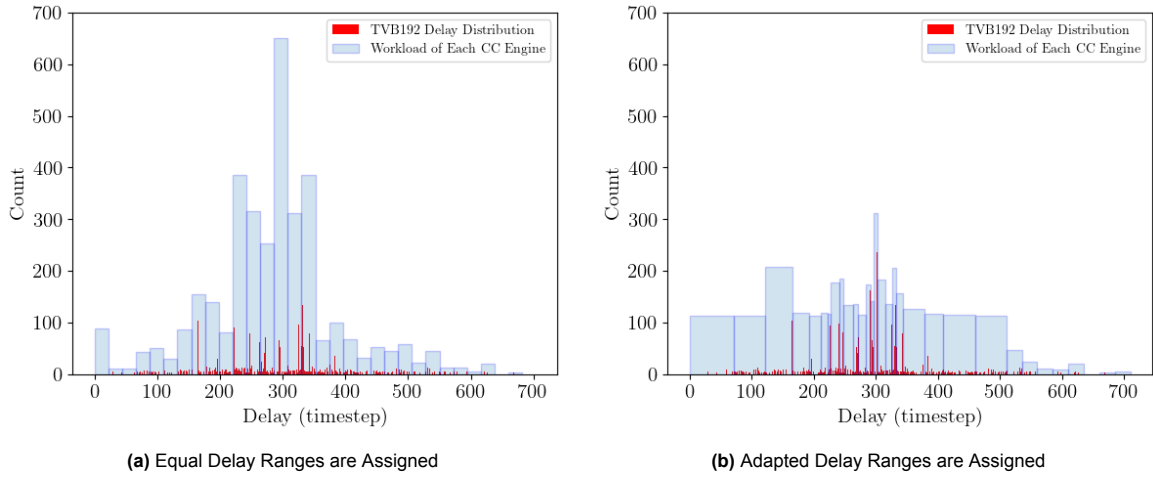 700
600
500
400
300
200
100
0
Count
TVB192 Delay Distribution
Workload of Each CC Engine
0 100 200 300 400 500 600 700
Delay (timestep)
(a) Equal Delay Ranges are Assigned
700
600
500
400
300
200
100
0
Count
TVB192 Delay Distribution
Workload of Each CC Engine
0 100 200 300 400 500 600 700
Delay (timestep)
(b) Adapted Delay Ranges are Assigned